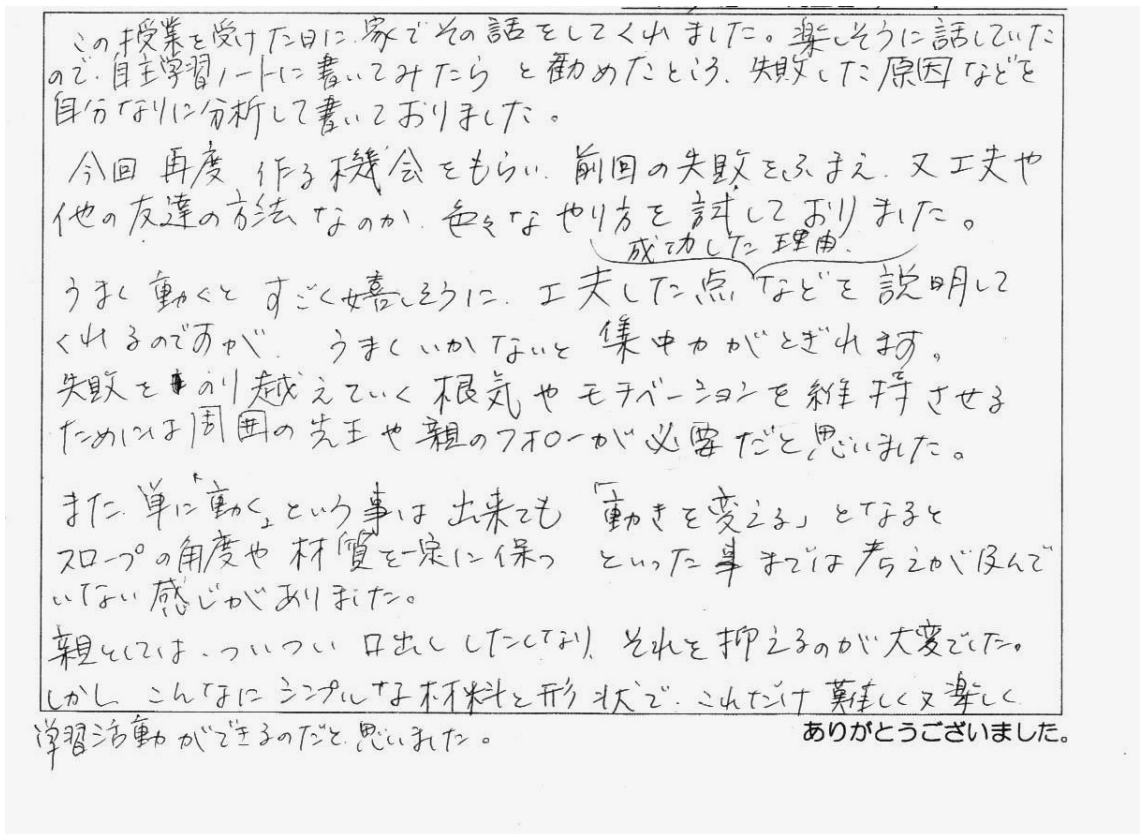 この授業を受けた日に、家でその話をしてくれました。楽しそうに話していた
ので、自主学習ノートに書いてみたら と勧めたところ、失敗した原因などを
自分なりに分析して書いておりました。
今回 再度 作る機会をもらい、前回の失敗をふまえ、又工夫や
他の友達の方法なのか、色々なやり方を試しておりました。
成功した理由、
うまく動くと すごく嬉しそうに、工夫した点などを説明して
くれるのですが、うまくいかないと 集中力がとぎれます。
失敗をのり越えていく根気やモチベーションを維持させる
ためには周囲の先生や親のフォローが必要だと思いました。
また、単に「動く」という事は出来ても「動きを変える」となると
スロープの角度や材質を一定に保つ といった事までは考えが及んで
いない感じがありました。
親としては、ついつい口出ししたくなり、それを抑えるのが大変でした。
しかし、こんなにシンプルな材料と形状で、これだけ難しく又楽しく
学習活動ができるのだと思いました。
ありがとうございました。